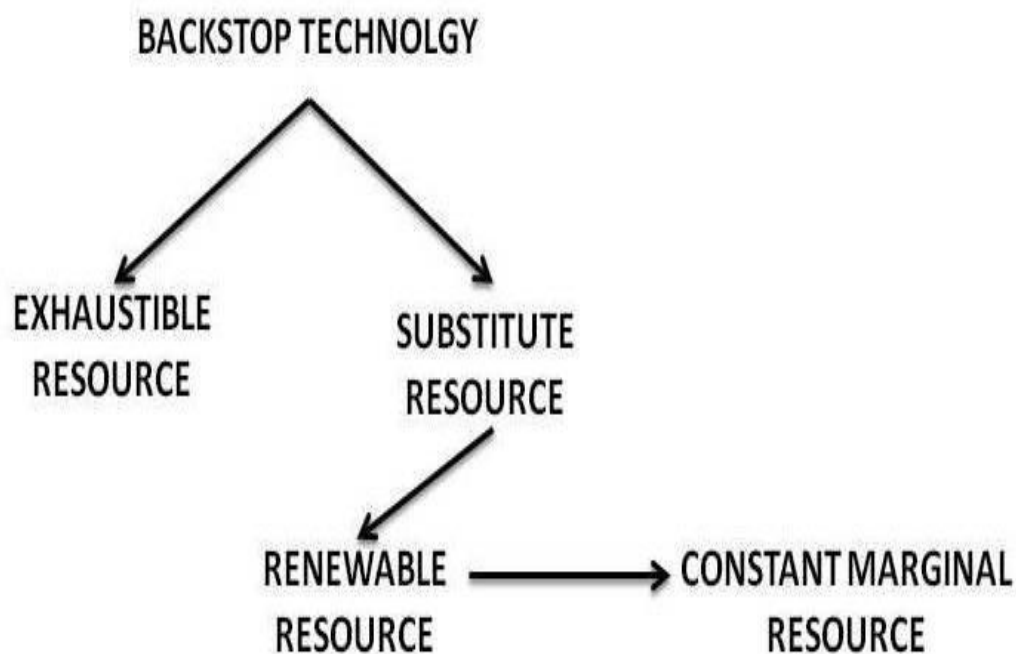 BACKSTOP TECHNOLGY
EXHAUSTIBLE
RESOURCE
SUBSTITUTE
RESOURCE
RENEWABLE
RESOURCE
CONSTANT MARGINAL
RESOURCE